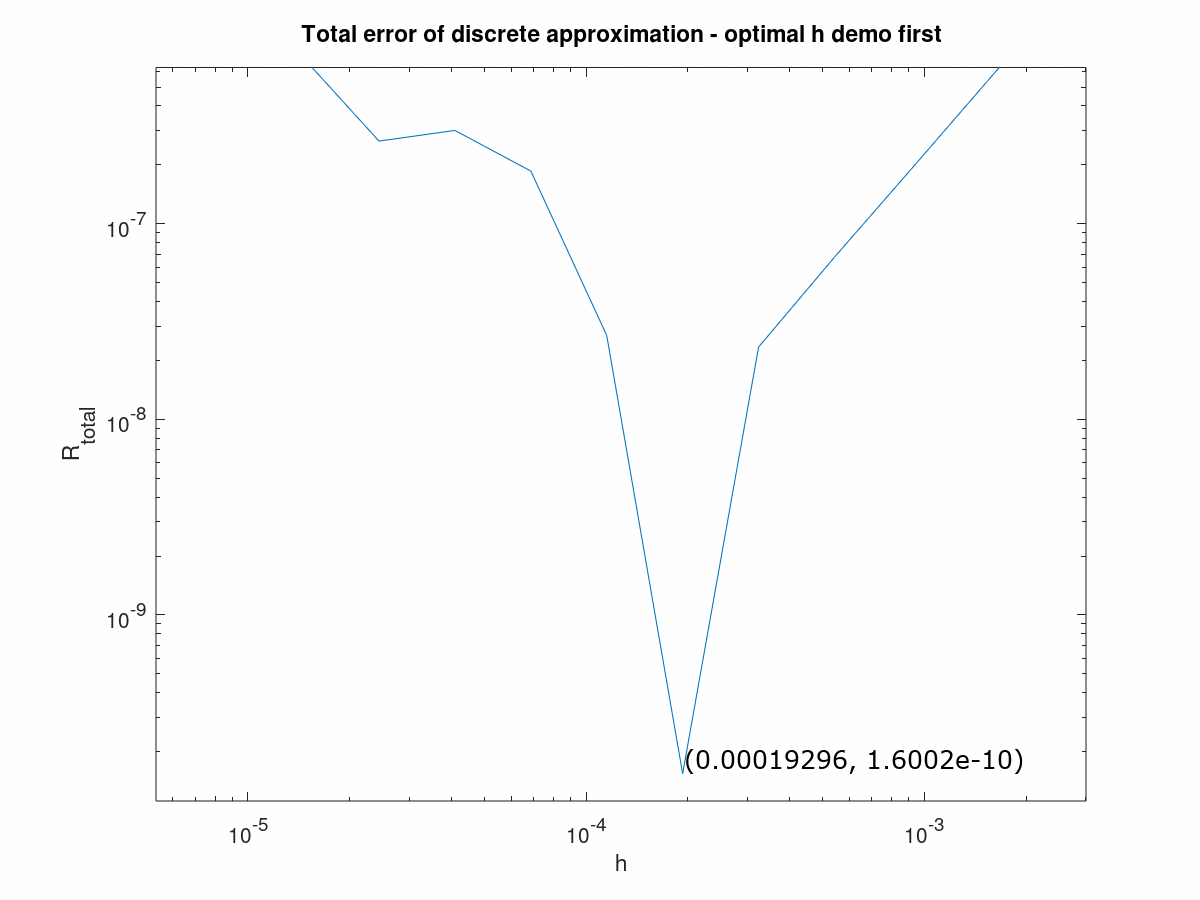 Total error of discrete approximation - optimal h demo first
10^-7
10^-8
10^-9
R_total
(0.00019296, 1.6002e-10)
10^-5 10^-4 10^-3
h